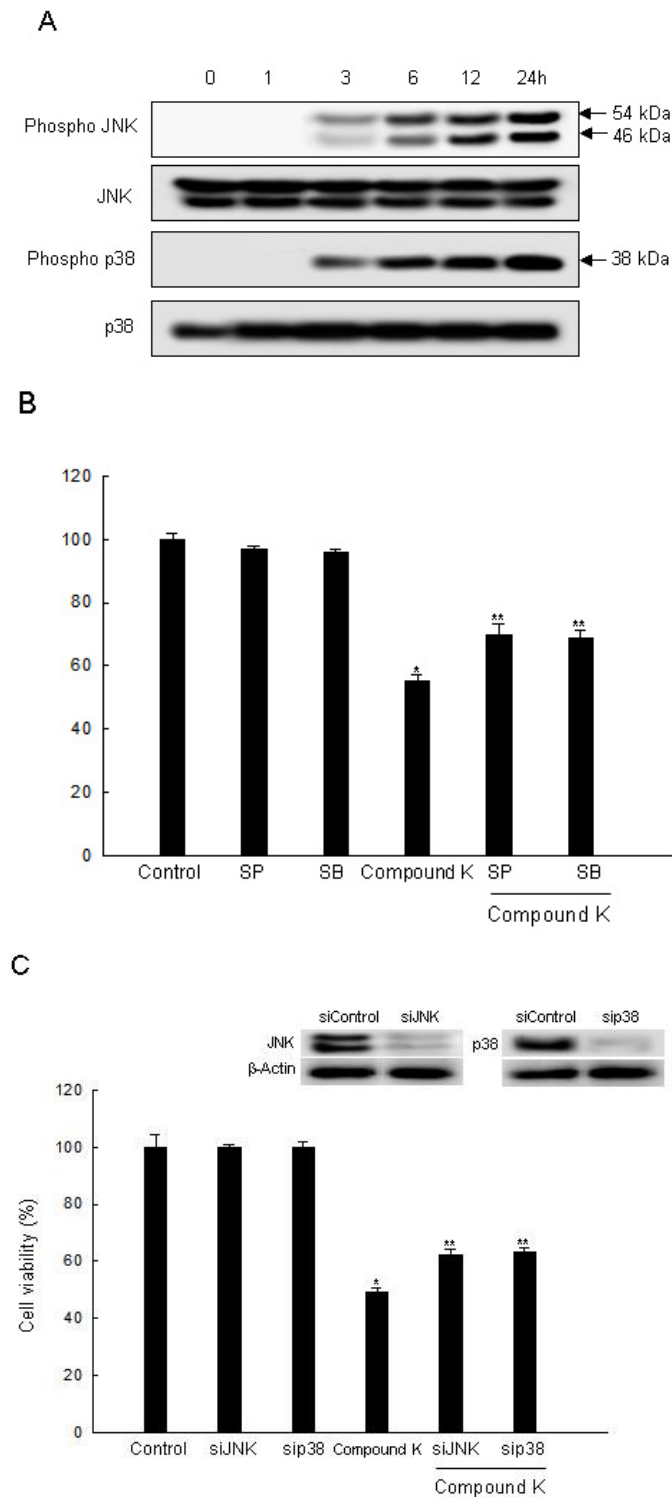 A
0 1 3 6 12 24h
Phospho JNK
54 kDa
46 kDa
JNK
Phospho p38
38 kDa
p38
B
120
100
80
60
40
20
0
*
**
**
Control SP SB Compound K SP SB
Compound K
C
siControl siJNK siControl sip38
JNK p38
β-Actin
Cell viability (%)
120
100
80
60
40
20
0
*
**
**
Control siJNK sip38 Compound K siJNK sip38
Compound K